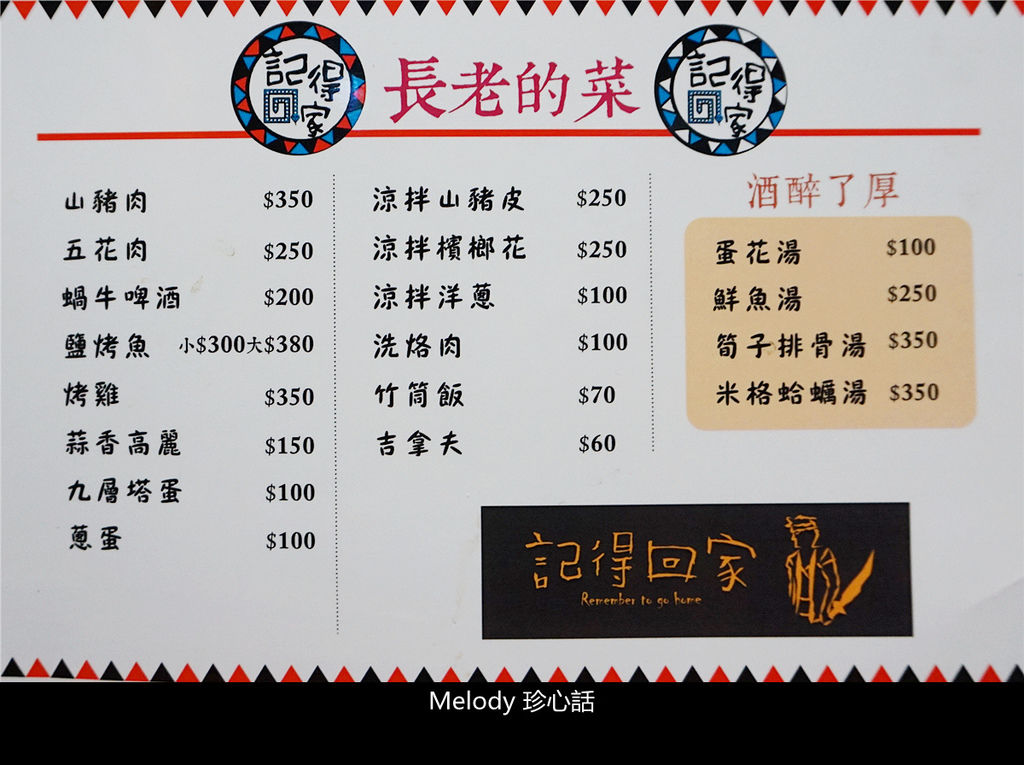 記得回家
長老的菜
記得回家
山豬肉 $350
五花肉 $250
蝸牛啤酒 $200
鹽烤魚 小$300大$380
烤雞 $350
蒜香高麗 $150
九層塔蛋 $100
蔥蛋 $100
涼拌山豬皮 $250
涼拌檳榔花 $250
涼拌洋蔥 $100
洗烙肉 $100
竹筒飯 $70
吉拿夫 $60
酒醉了厚
蛋花湯 $100
鮮魚湯 $250
筍子排骨湯 $350
米格蛤蠣湯 $350
記得回家
Remember to go home
Melody 珍心話